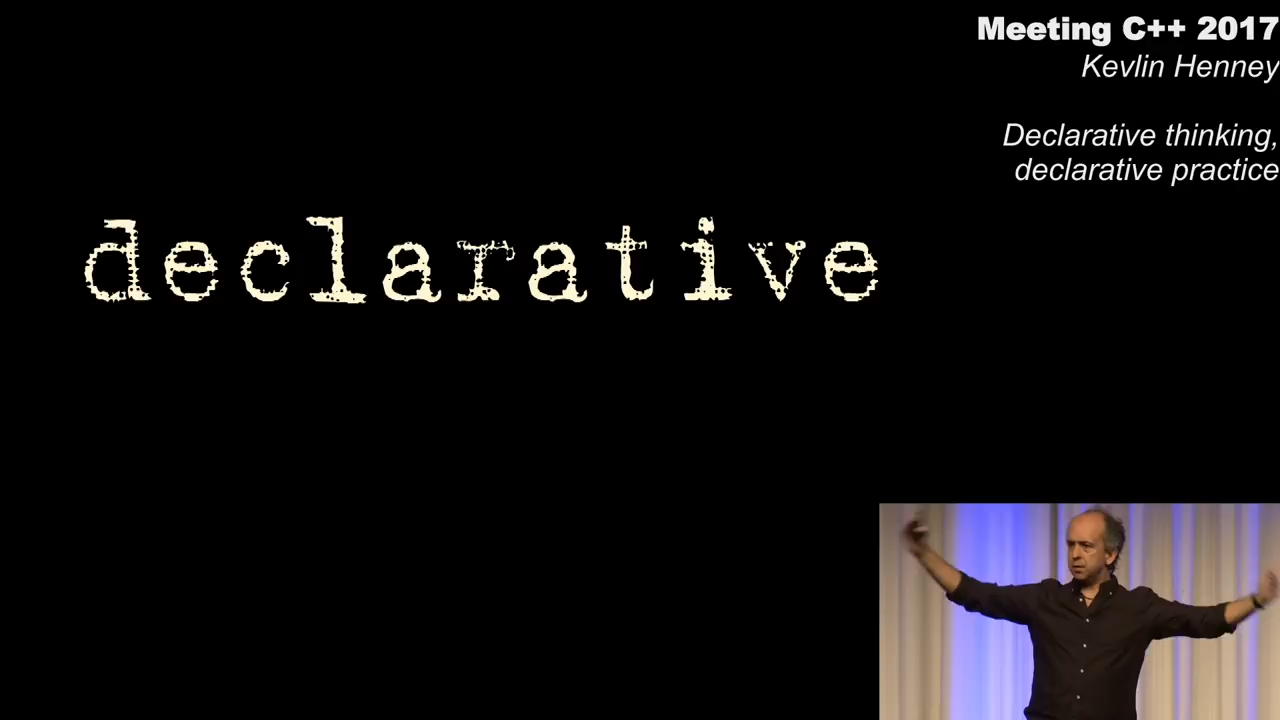 Meeting C++ 2017
Kevlin Henney
Declarative thinking,
declarative practice
declarative